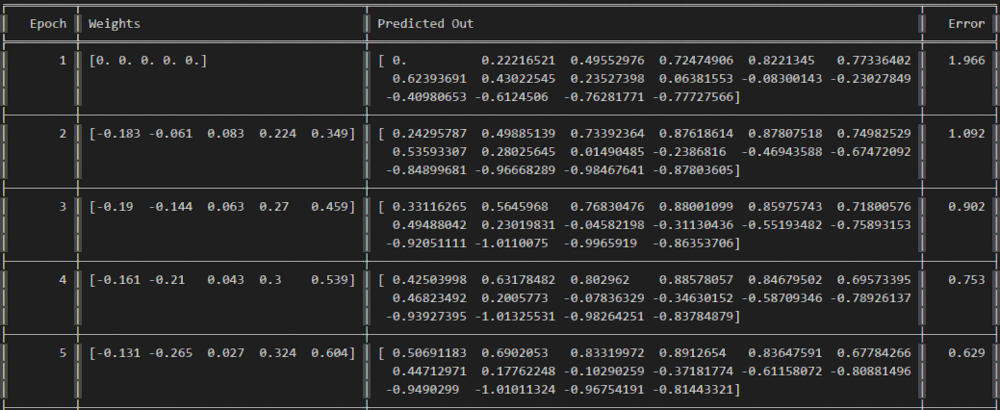 Epoch Weights Predicted Out Error
1 [0. 0. 0. 0. 0.] [ 0. 0.22216521 0.49552976 0.72474906 0.8221345 0.77336402 1.966
0.62393691 0.43022545 0.23527398 0.06381553 -0.08300143 -0.23027849
-0.40980653 -0.6124506 -0.76281771 -0.77727566]
2 [-0.183 -0.061 0.083 0.224 0.349] [ 0.24295787 0.49885139 0.73392364 0.87618614 0.87807518 0.74982529 1.092
0.53593307 0.28025645 0.01490485 -0.2386816 -0.46943588 -0.67472092
-0.84899681 -0.96668289 -0.98467641 -0.87803605]
3 [-0.19 -0.144 0.063 0.27 0.459] [ 0.33116265 0.5645968 0.76830476 0.88001099 0.85975743 0.71800576 0.902
0.49488042 0.23019831 -0.04582198 -0.31130436 -0.55193482 -0.75893153
-0.92051111 -1.0110075 -0.9965919 -0.86353706]
4 [-0.161 -0.21 0.043 0.3 0.539] [ 0.42503998 0.63178482 0.802962 0.88578057 0.84679502 0.69573395 0.753
0.46823492 0.2005773 -0.07836329 -0.34630152 -0.58709346 -0.78926137
-0.93927395 -1.01325531 -0.98264251 -0.83784879]
5 [-0.131 -0.265 0.027 0.324 0.604] [ 0.50691183 0.6902053 0.83319972 0.8912654 0.83647591 0.67784266 0.629
0.44712971 0.17762248 -0.10290259 -0.37181774 -0.61158072 -0.80881496
-0.9490299 -1.01011324 -0.96754191 -0.81443321]